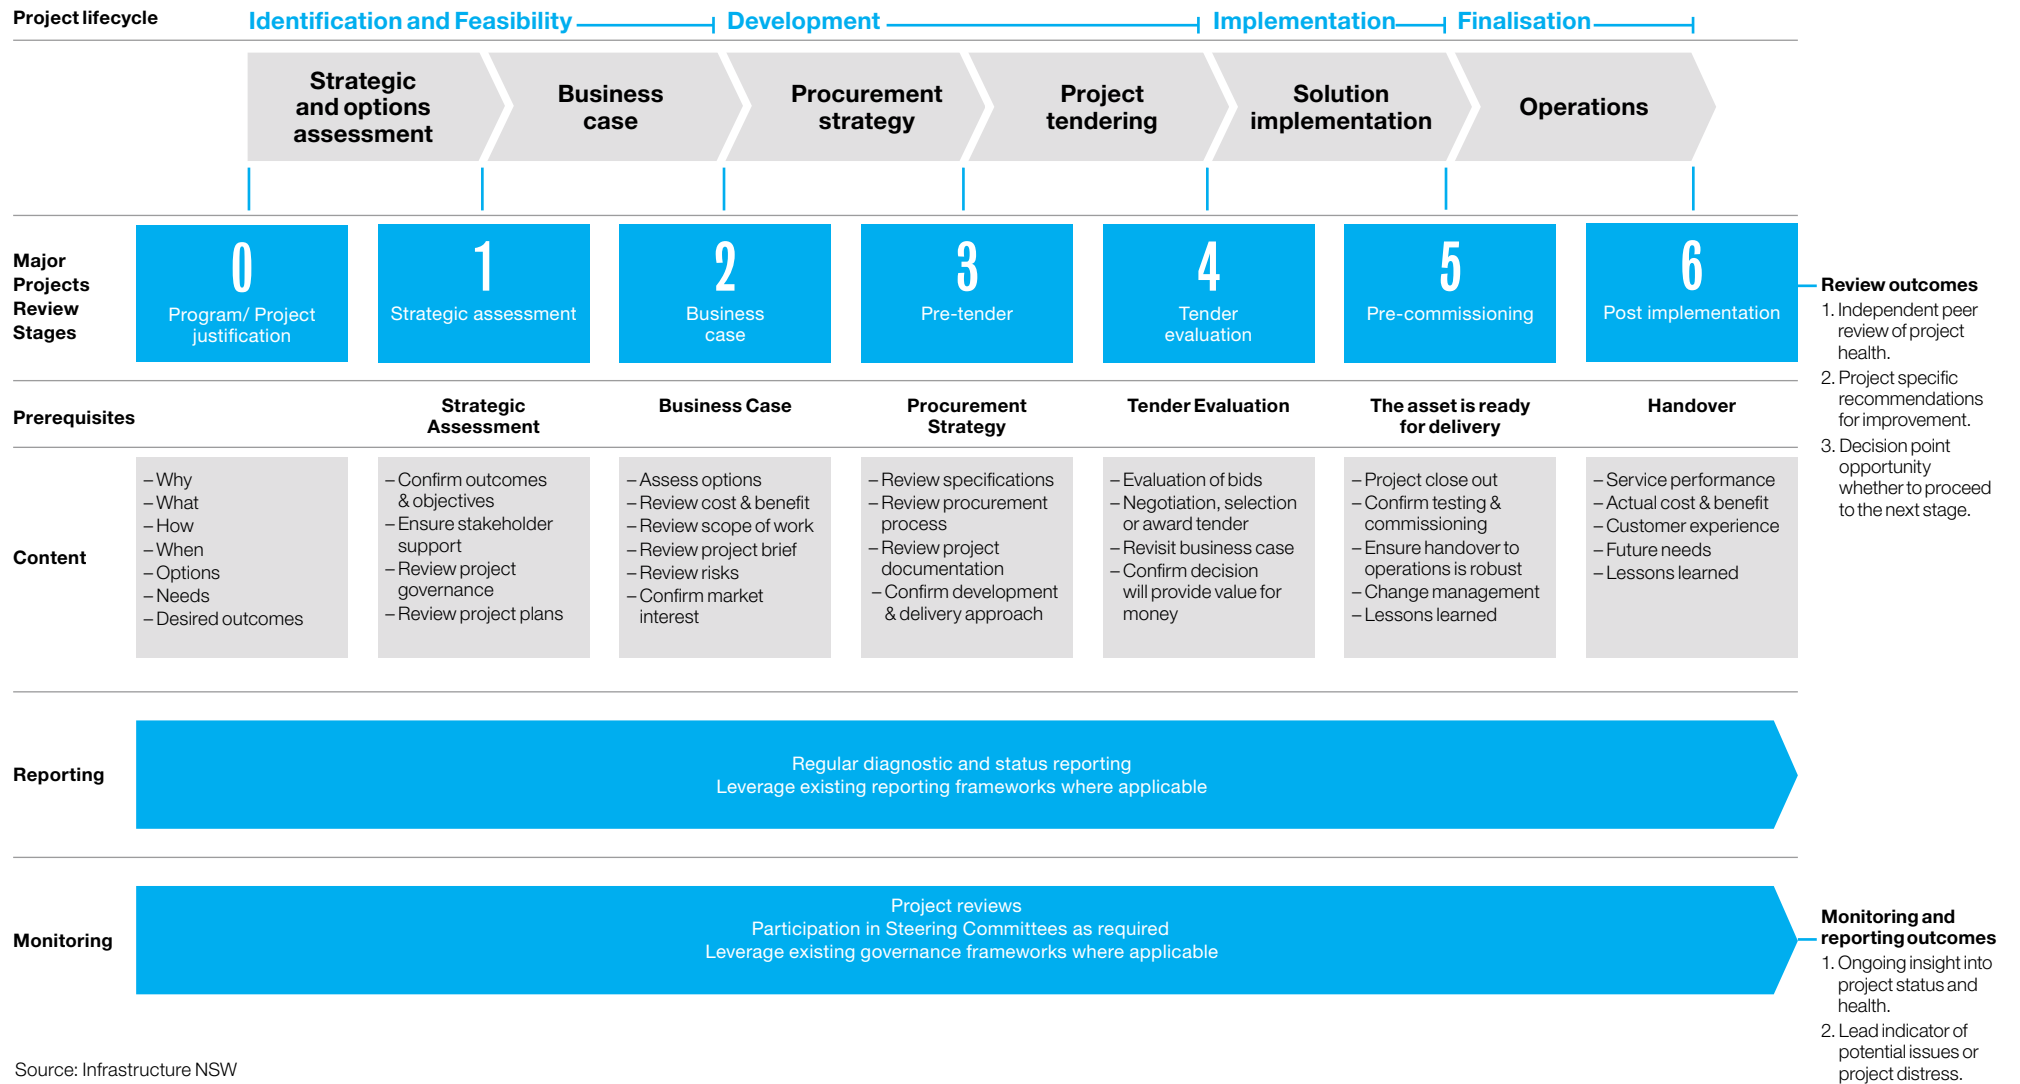 Project lifecycle
Identification and Feasibility
Development
Implementation
Finalisation
Strategic
and options
assessment
Business
case
Procurement
strategy
Project
tendering
Solution
implementation
Operations
Major
Projects
Review
Stages
0
Program/ Project
justification
1
Strategic assessment
2
Business
case
3
Pre-tender
4
Tender
evaluation
5
Pre-commissioning
6
Post implementation
Review outcomes
1. Independent peer
review of project
health.
2. Project specific
recommendations
for improvement.
3. Decision point
opportunity
whether to proceed
to the next stage.
Prerequisites
Strategic
Assessment
Business Case
Procurement
Strategy
Tender Evaluation
The asset is ready
for delivery
Handover
Content
– Why
– What
– How
– When
– Options
– Needs
– Desired outcomes
– Confirm outcomes
& objectives
– Ensure stakeholder
support
– Review project
governance
– Review project plans
– Assess options
– Review cost & benefit
– Review scope of work
– Review project brief
– Review risks
– Confirm market
interest
– Review specifications
– Review procurement
process
– Review project
documentation
– Confirm development
& delivery approach
– Evaluation of bids
– Negotiation, selection
or award tender
– Revisit business case
– Confirm decision
will provide value for
money
– Project close out
– Confirm testing &
commissioning
– Ensure handover to
operations is robust
– Change management
– Lessons learned
– Service performance
– Actual cost & benefit
– Customer experience
– Future needs
– Lessons learned
Reporting
Regular diagnostic and status reporting
Leverage existing reporting frameworks where applicable
Monitoring
Project reviews
Participation in Steering Committees as required
Leverage existing governance frameworks where applicable
Monitoring and
reporting outcomes
1. Ongoing insight into
project status and
health.
2. Lead indicator of
potential issues or
project distress.
Source: Infrastructure NSW